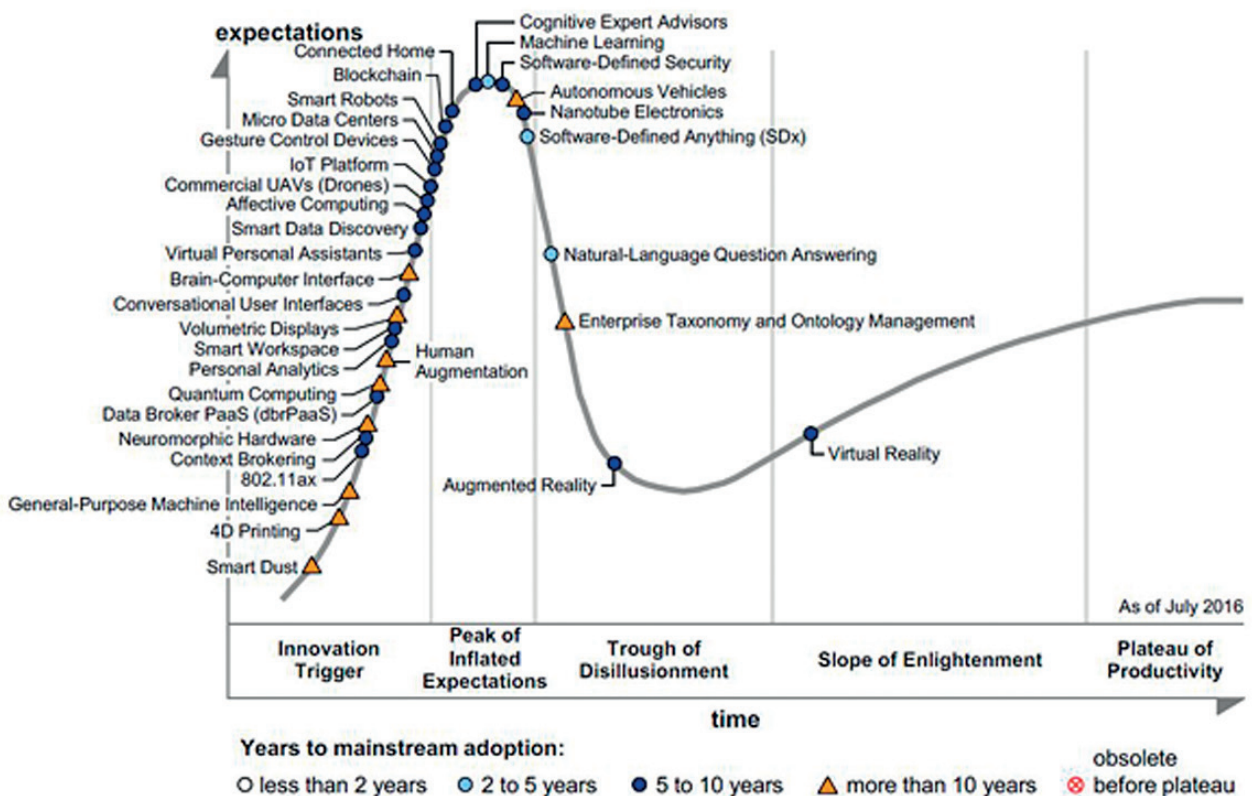 expectations
Cognitive Expert Advisors
Connected Home
Machine Learning
Software-Defined Security
Blockchain
Autonomous Vehicles
Smart Robots
Nanotube Electronics
Micro Data Centers
Software-Defined Anything (SDx)
Gesture Control Devices
IoT Platform
Commercial UAVs (Drones)
Affective Computing
Smart Data Discovery
Virtual Personal Assistants
Natural-Language Question Answering
Brain-Computer Interface
Conversational User Interfaces
Volumetric Displays
Enterprise Taxonomy and Ontology Management
Smart Workspace
Human
Augmentation
Personal Analytics
Quantum Computing
Data Broker PaaS (dbrPaaS)
Neuromorphic Hardware
Context Brokering
Virtual Reality
802.11ax
Augmented Reality
General-Purpose Machine Intelligence
4D Printing
Smart Dust
As of July 2016
Innovation
Trigger
Peak of
Inflated
Expectations
Trough of
Disillusionment
Slope of Enlightenment
Plateau of
Productivity
time
Years to mainstream adoption:
less than 2 years
2 to 5 years
5 to 10 years
more than 10 years
obsolete
before plateau